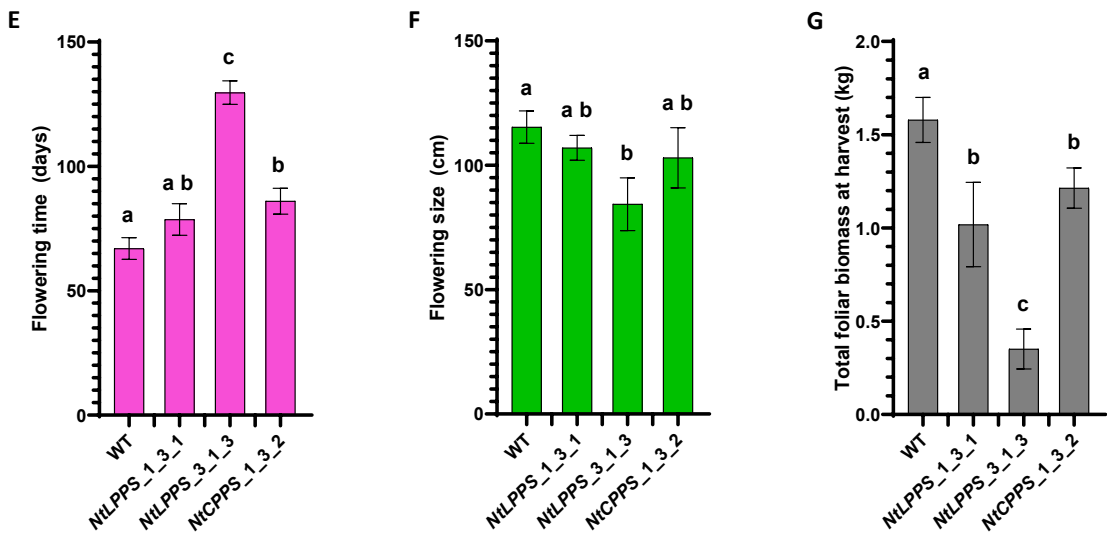 E
Flowering time (days)
150
100
50
0
a
a b
c
b
WT
NtLPPS_1_3_1
NtLPPS_3_1_3
NtCPPS_1_3_2
F
Flowering size (cm)
150
100
50
0
a
a b
b
a b
WT
NtLPPS_1_3_1
NtLPPS_3_1_3
NtCPPS_1_3_2
G
Total foliar biomass at harvest (kg)
2.0
1.5
1.0
0.5
0.0
a
b
c
b
WT
NtLPPS_1_3_1
NtLPPS_3_1_3
NtCPPS_1_3_2